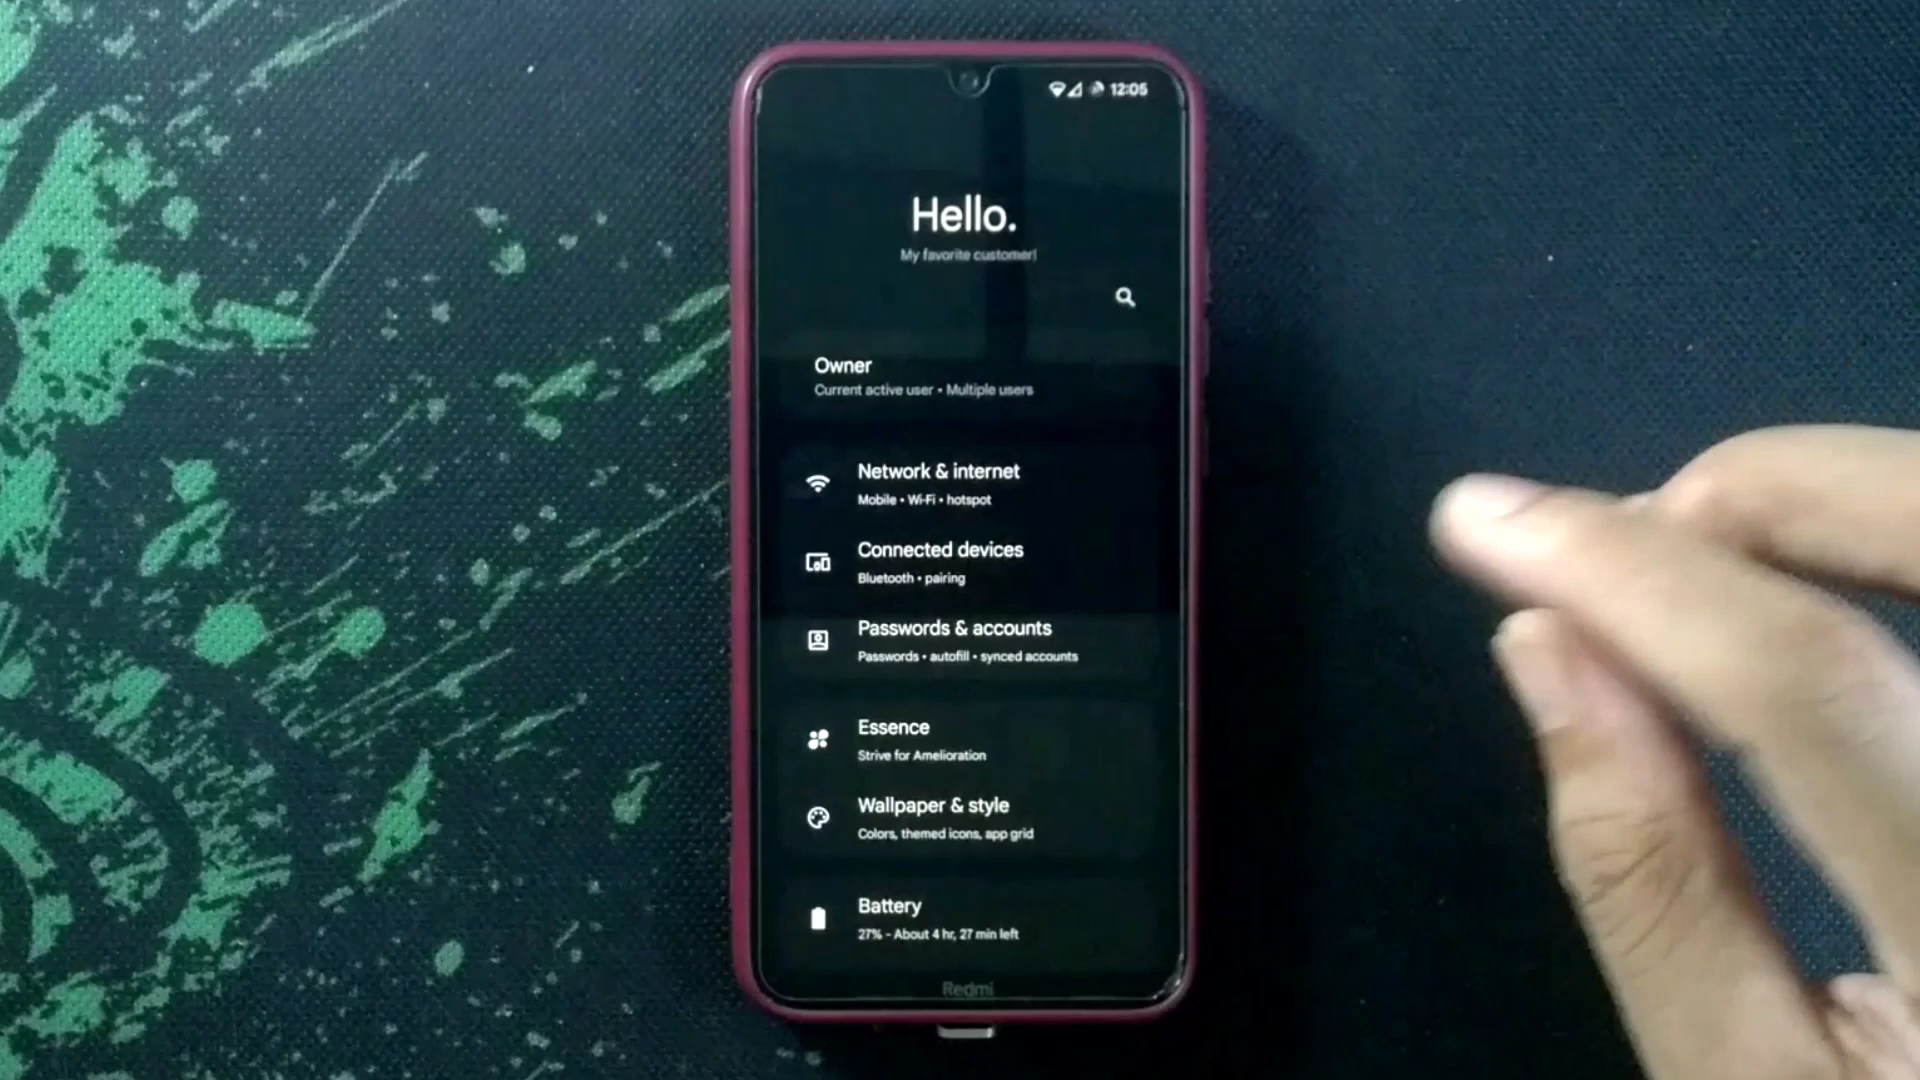 12:05
Hello.
My favorite customer!
Owner
Current active user • Multiple users
Network & internet
Mobile • Wi-Fi • hotspot
Connected devices
Bluetooth • pairing
Passwords & accounts
Passwords • autofill • synced accounts
Essence
Strive for Amelioration
Wallpaper & style
Colors, themed icons, app grid
Battery
27% - About 4 hr, 27 min left
Redmi